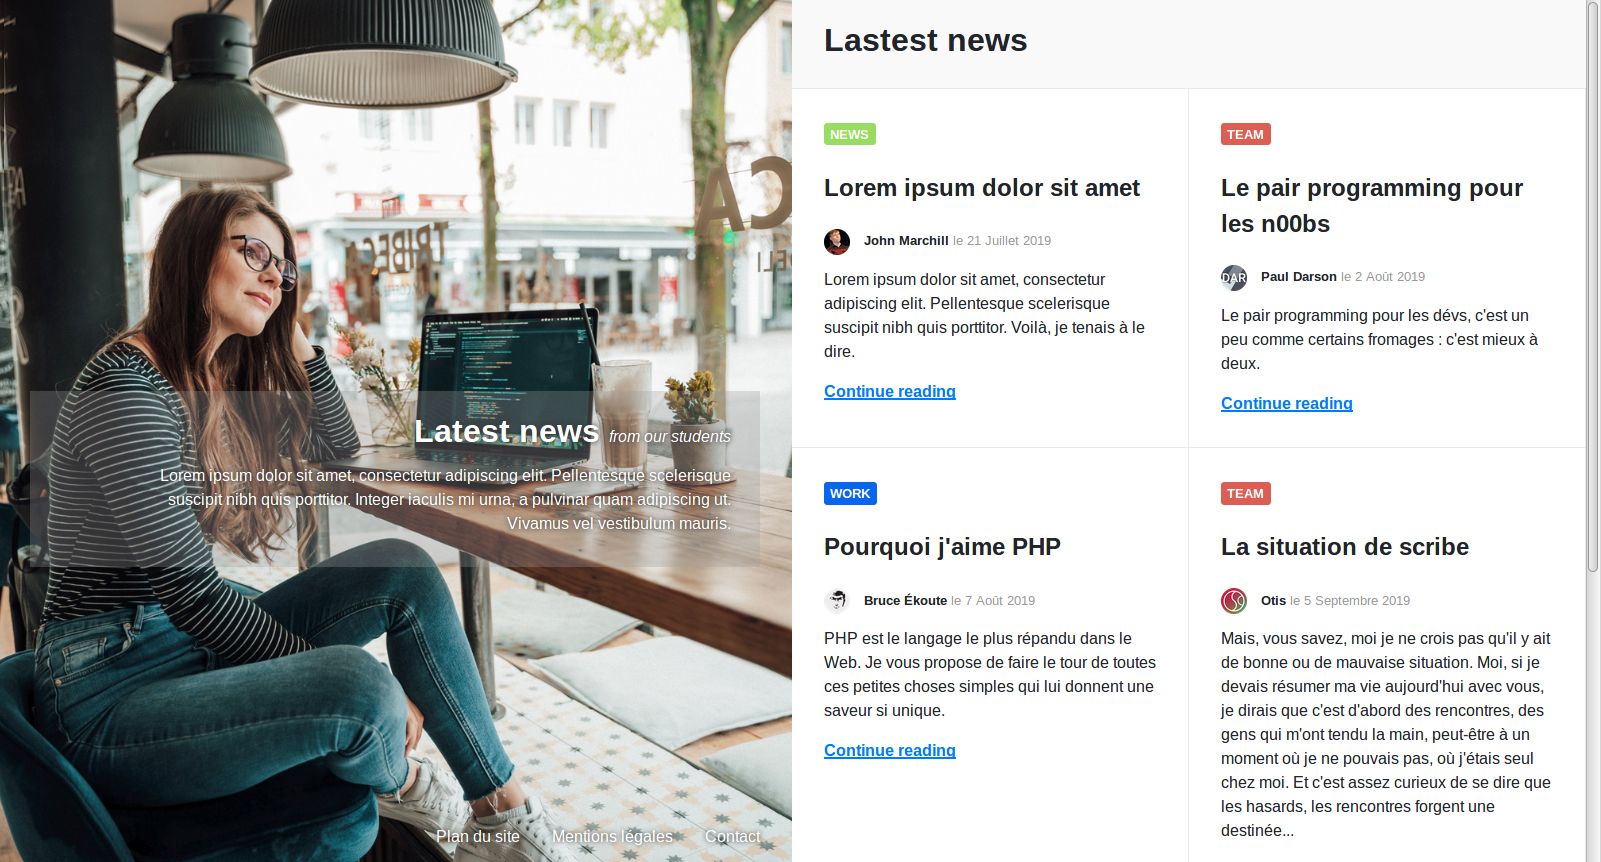 TRIBECA
CA
DELI
Latest news from our students
Lorem ipsum dolor sit amet, consectetur adipiscing elit. Pellentesque scelerisque
suscipit nibh quis porttitor. Integer iaculis mi urna, a pulvinar quam adipiscing ut.
Vivamus vel vestibulum mauris.
Plan du site
Mentions légales
Contact
Lastest news
NEWS
Lorem ipsum dolor sit amet
John Marchill le 21 Juillet 2019
Lorem ipsum dolor sit amet, consectetur
adipiscing elit. Pellentesque scelerisque
suscipit nibh quis porttitor. Voilà, je tenais à le
dire.
Continue reading
TEAM
Le pair programming pour
les n00bs
DAR
Paul Darson le 2 Août 2019
Le pair programming pour les dévs, c'est un
peu comme certains fromages : c'est mieux à
deux.
Continue reading
WORK
Pourquoi j'aime PHP
Bruce Ékoute le 7 Août 2019
PHP est le langage le plus répandu dans le
Web. Je vous propose de faire le tour de toutes
ces petites choses simples qui lui donnent une
saveur si unique.
Continue reading
TEAM
La situation de scribe
Otis le 5 Septembre 2019
Mais, vous savez, moi je ne crois pas qu'il y ait
de bonne ou de mauvaise situation. Moi, si je
devais résumer ma vie aujourd'hui avec vous,
je dirais que c'est d'abord des rencontres, des
gens qui m'ont tendu la main, peut-être à un
moment où je ne pouvais pas, où j'étais seul
chez moi. Et c'est assez curieux de se dire que
les hasards, les rencontres forgent une
destinée...